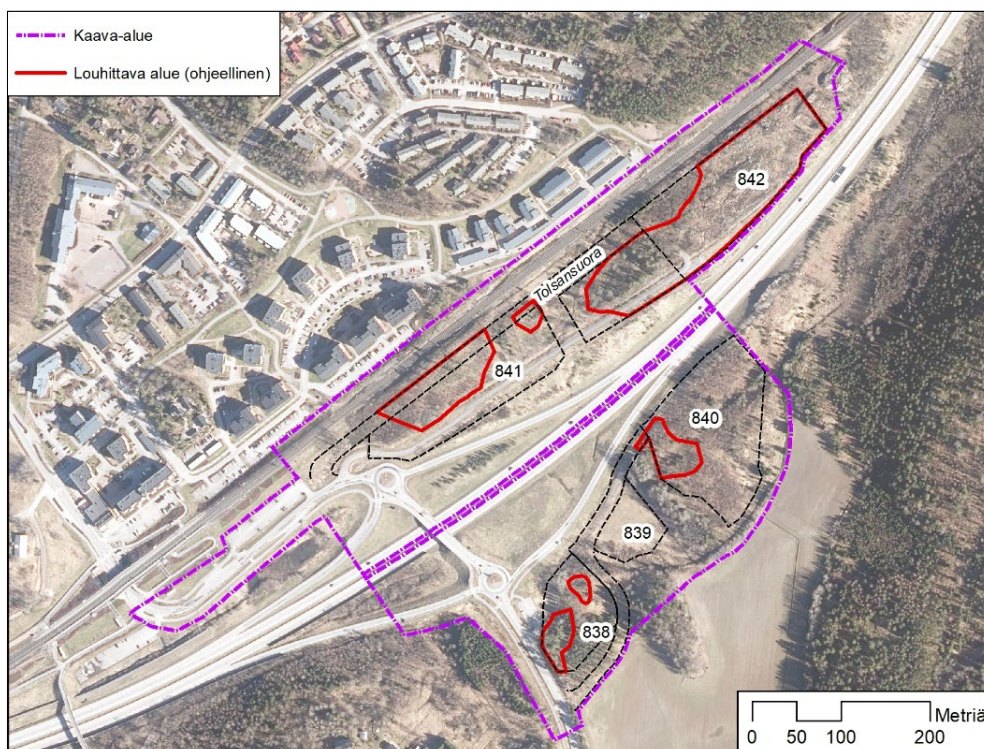 Kaava-alue
Louhittava alue (ohjeellinen)
842
Tolsansuora
841
840
839
838
Metriä
0 50 100 200